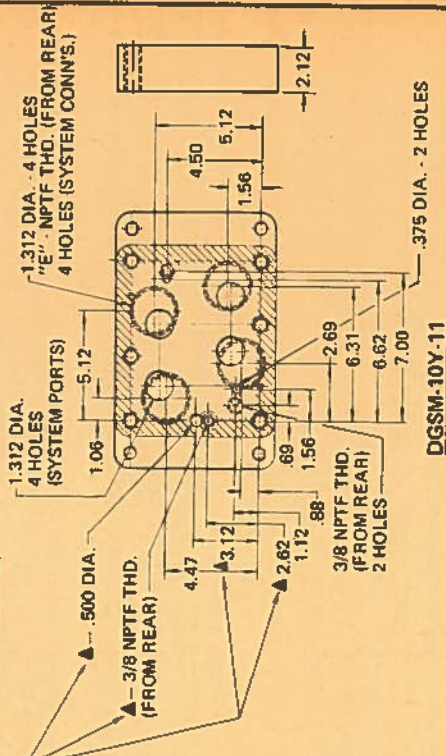 1.312 DIA. - 4 HOLES
"E" - NPTF THD. (FROM REAR)
4 HOLES (SYSTEM CONN'S.)
2.12
5.12
4.50
1.56
.375 DIA. - 2 HOLES
1.312 DIA.
4 HOLES
(SYSTEM PORTS)
5.12
1.06
2.69
6.31
6.62
7.00
.69
1.56
.88
▲ - .500 DIA.
▲ - 3/8 NPTF THD.
(FROM REAR)
4.47
▲ 3.12
▲ 2.62
1.12
3/8 NPTF THD.
(FROM REAR)
2 HOLES
DGSM-10Y-11